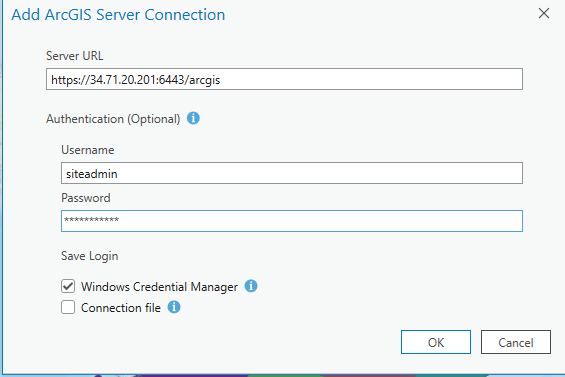 Add ArcGIS Server Connection
Server URL
https://34.71.20.201:6443/arcgis
Authentication (Optional)
Username
siteadmin
Password
***********
Save Login
Windows Credential Manager
Connection file
OK Cancel